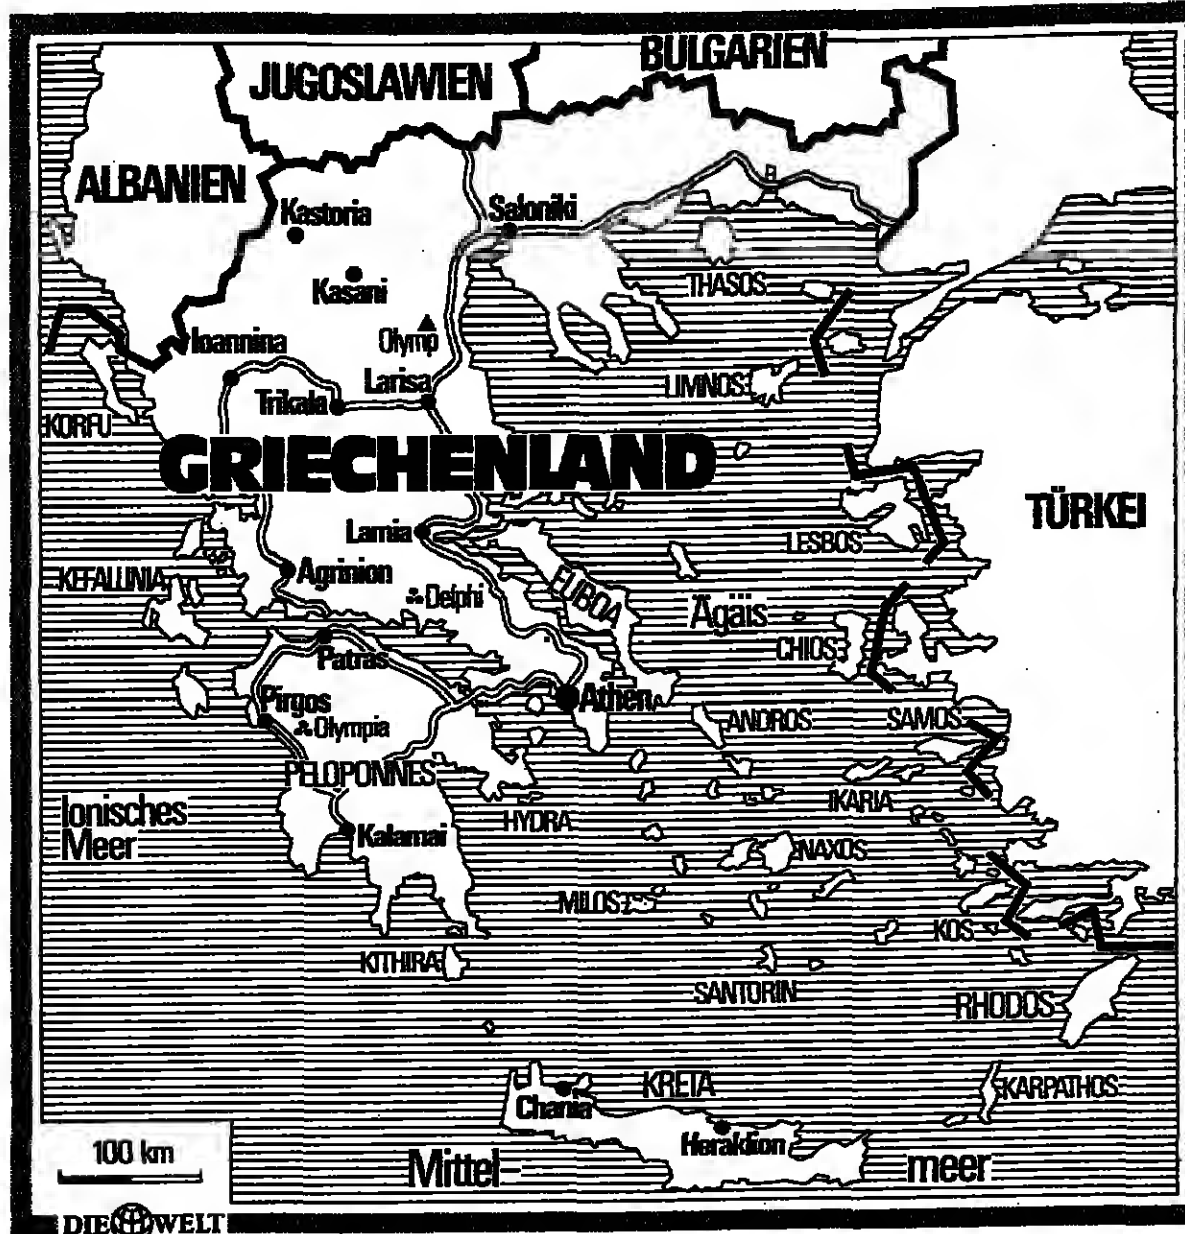 BULGARIEN
JUGOSLAWIEN
ALBANIEN
Kastoria
Saloniki
Kasani
THASOS
Ioannina
Olymp
Larisa
LIMNOS
Trikala
KORFU
GRIECHENLAND
TÜRKEI
Lamia
LESBOS
KEFALLINIA
Agrinion
Delphi
EUBOA
Ägäis
CHIOS
Patras
Pirgos
Athen
Olympia
ANDROS
SAMOS
PELOPONNES
Ionisches
Meer
HYDRA
IKARIA
Kalamai
NAXOS
MILOS
KOS
KITHIRA
SANTORIN
RHODOS
KRETA
KARPATHOS
Chania
Heraklion
100 km
Mittel-
meer
DIE WELT